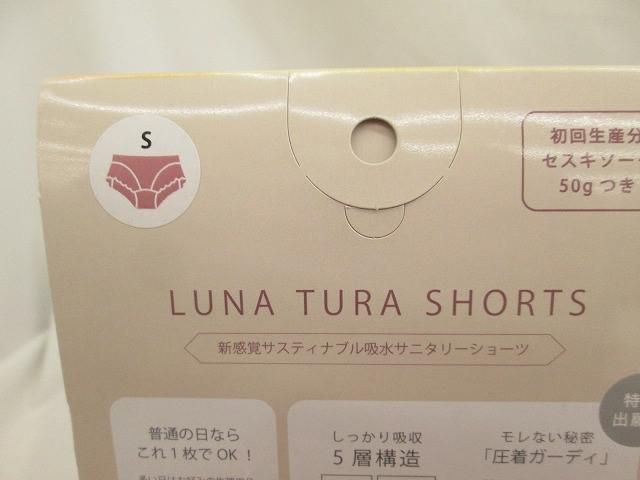 S
初回生産分
セスキソー
50gつき
LUNA TURA SHORTS
新感覚サスティナブル吸水サニタリーショーツ
特
出願
普通の日なら
これ1枚でOK!
しっかり吸収
5層構造
モレない秘密
「圧着ガーディ」